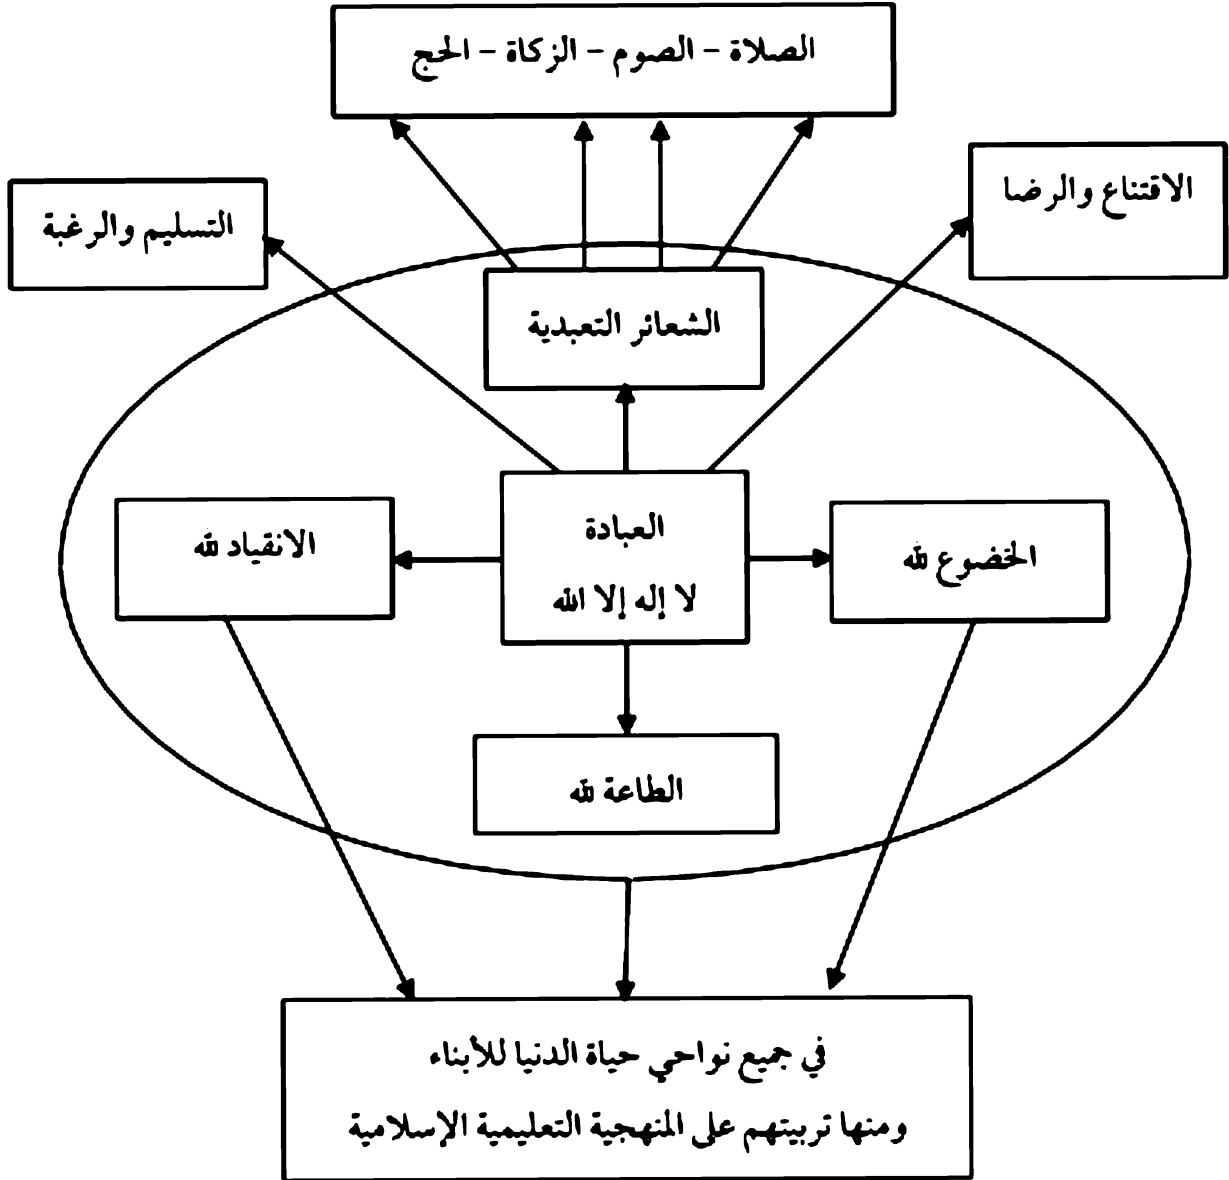 الصلاة - الصوم - الزكاة - الحج
الاقتناع والرضا
التسليم والرغبة
الشعائر التعبدية
العبادة
لا إله إلا الله
الخضوع لله
الانقياد لله
الطاعة لله
في جميع نواحي حياة الدنيا للأبناء
ومنها تربيتهم على المنهجية التعليمية الإسلامية